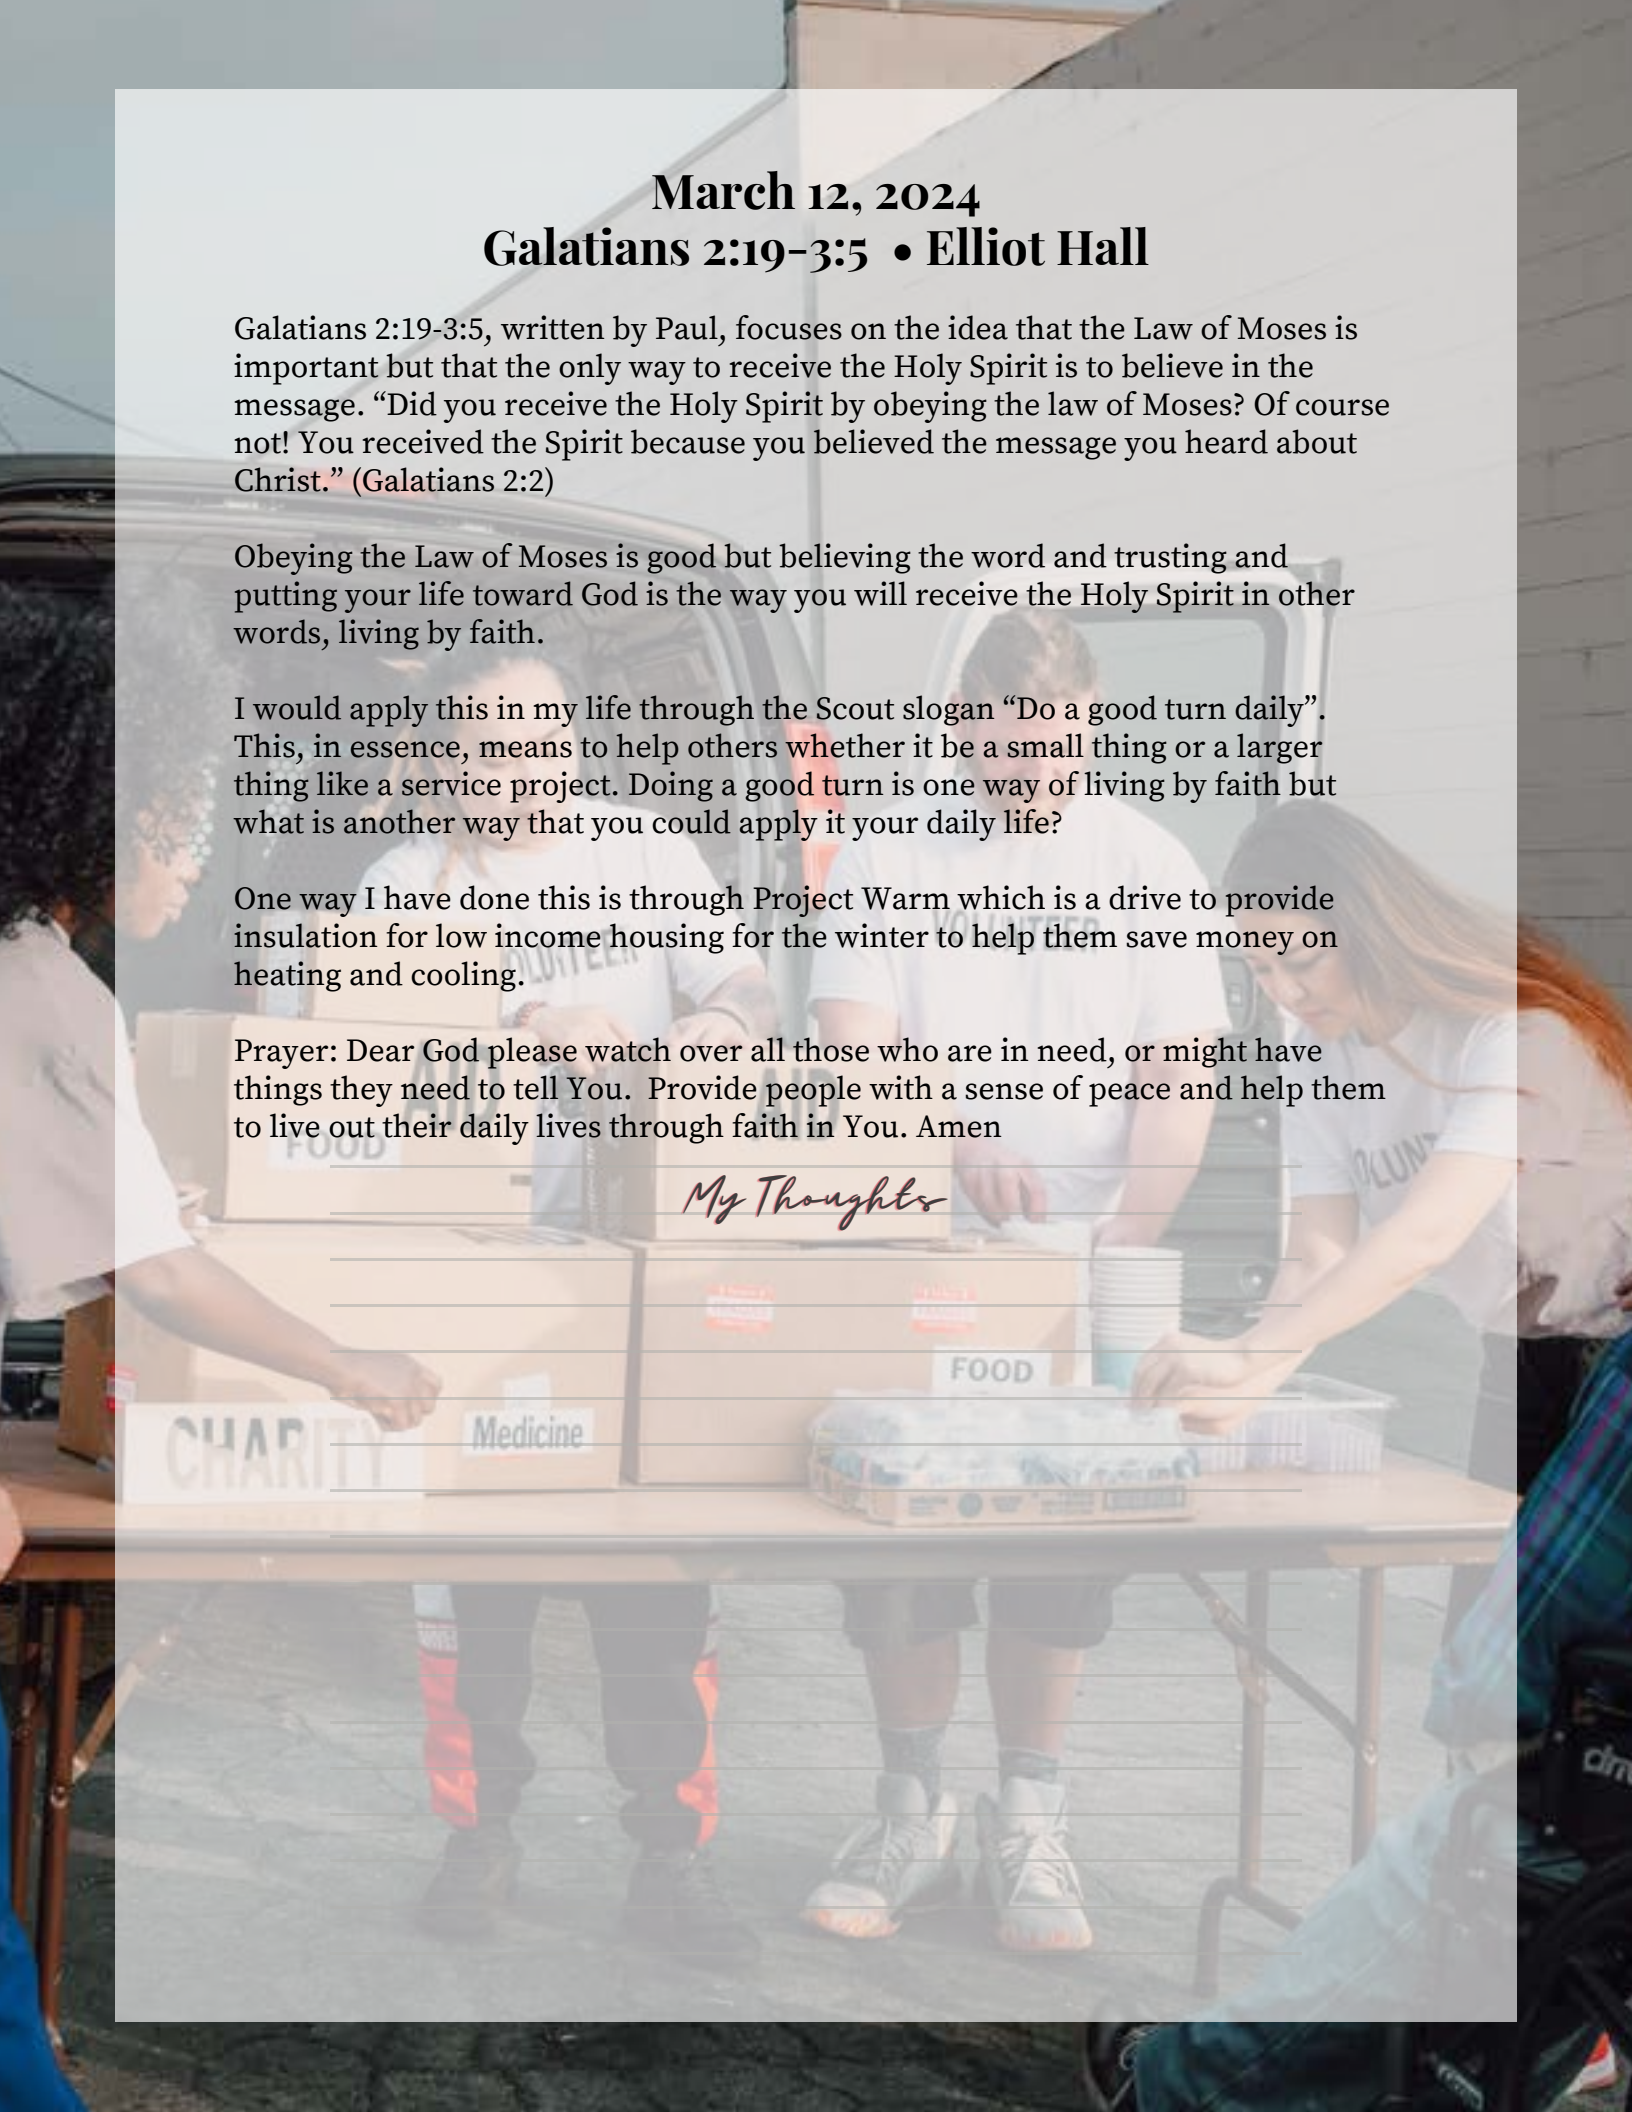 March 12, 2024
Galatians 2:19-3:5 • Elliot Hall
Galatians 2:19-3:5, written by Paul, focuses on the idea that the Law of Moses is
important but that the only way to receive the Holy Spirit is to believe in the
message. “Did you receive the Holy Spirit by obeying the law of Moses? Of course
not! You received the Spirit because you believed the message you heard about
Christ.” (Galatians 2:2)
Obeying the Law of Moses is good but believing the word and trusting and
putting your life toward God is the way you will receive the Holy Spirit in other
words, living by faith.
I would apply this in my life through the Scout slogan “Do a good turn daily”.
This, in essence, means to help others whether it be a small thing or a larger
thing like a service project. Doing a good turn is one way of living by faith but
what is another way that you could apply it your daily life?
One way I have done this is through Project Warm which is a drive to provide
insulation for low income housing for the winter to help them save money on
heating and cooling.
Prayer: Dear God please watch over all those who are in need, or might have
things they need to tell You.  Provide people with a sense of peace and help them
to live out their daily lives through faith in You. Amen
My Thoughts
VOLUNTEER
AID
AID
FOOD
FOOD
CHARITY
Medicine